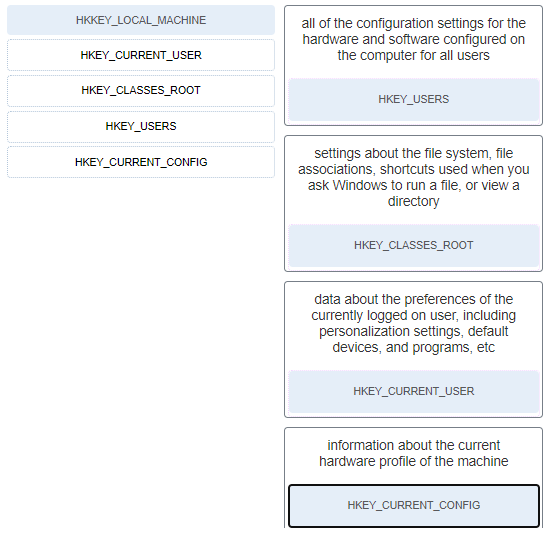 HKKEY_LOCAL_MACHINE
HKEY_CURRENT_USER
HKEY_CLASSES_ROOT
HKEY_USERS
HKEY_CURRENT_CONFIG
all of the configuration settings for the
hardware and software configured on
the computer for all users
HKEY_USERS
settings about the file system, file
associations, shortcuts used when you
ask Windows to run a file, or view a
directory
HKEY_CLASSES_ROOT
data about the preferences of the
currently logged on user, including
personalization settings, default
devices, and programs, etc
HKEY_CURRENT_USER
information about the current
hardware profile of the machine
HKEY_CURRENT_CONFIG